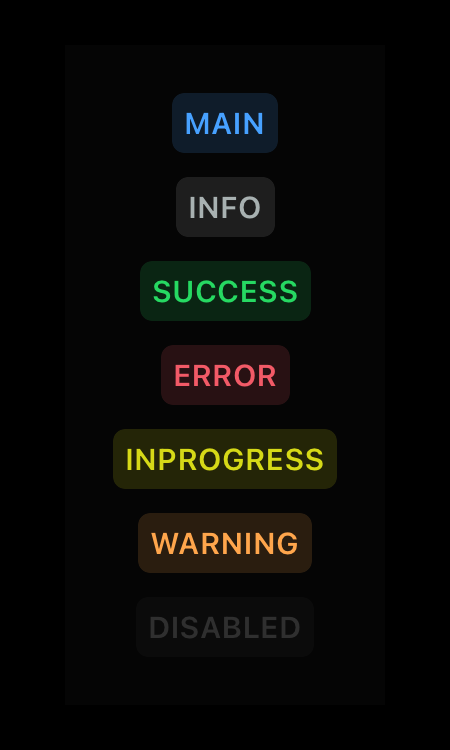 MAIN
INFO
SUCCESS
ERROR
INPROGRESS
WARNING
DISABLED